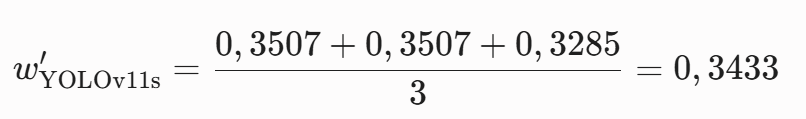 w′_YOLOv11s = (0,3507 + 0,3507 + 0,3285) / 3 = 0,3433